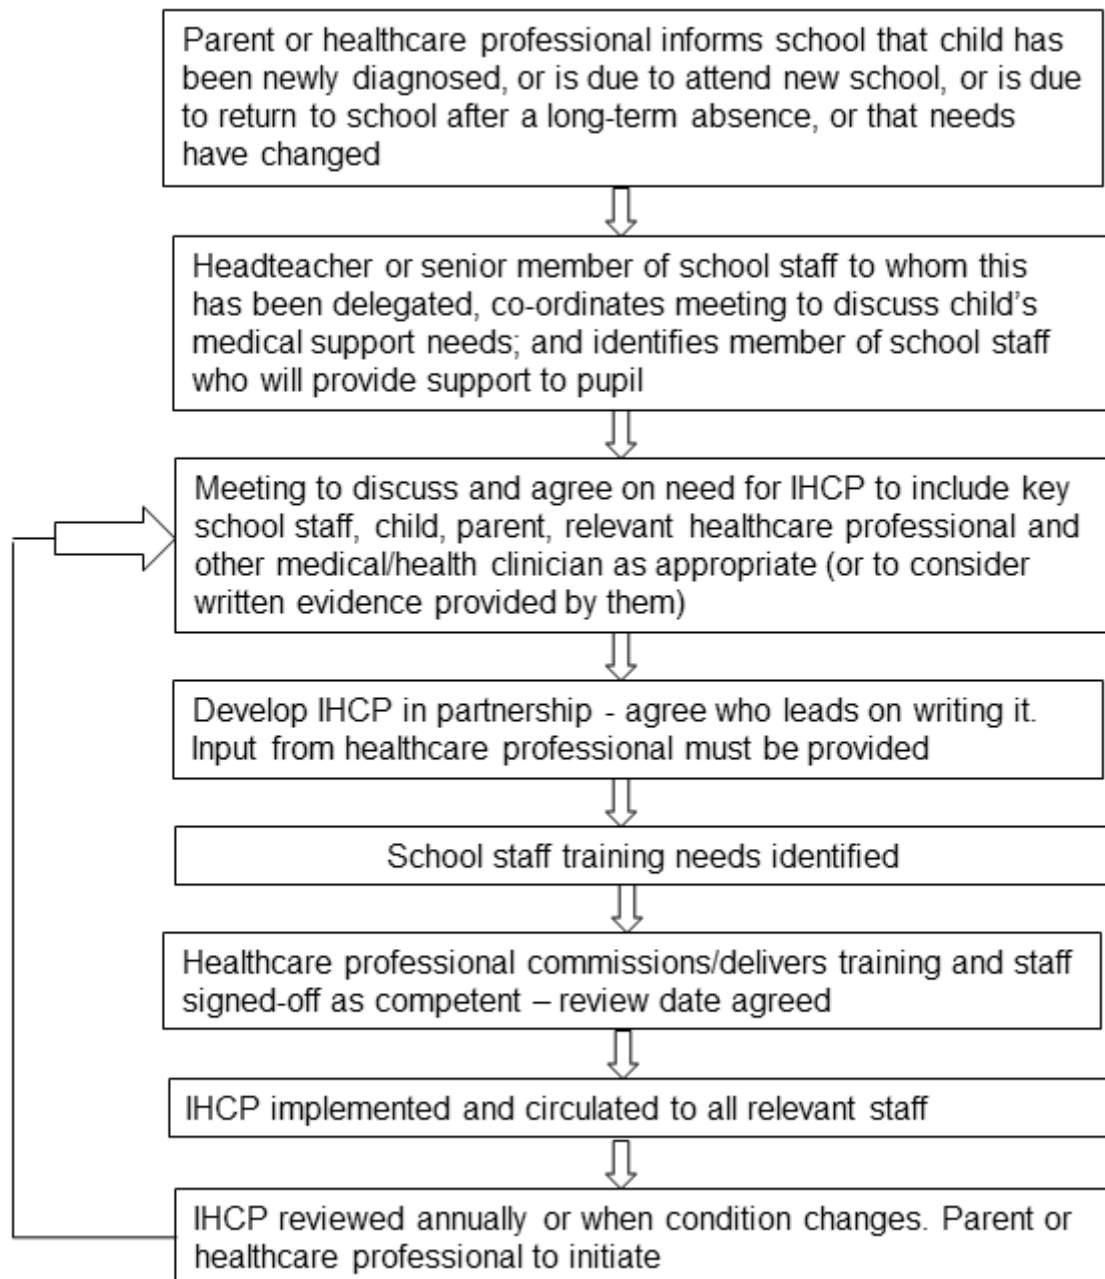 Parent or healthcare professional informs school that child has
been newly diagnosed, or is due to attend new school, or is due
to return to school after a long-term absence, or that needs
have changed
Headteacher or senior member of school staff to whom this
has been delegated, co-ordinates meeting to discuss child's
medical support needs; and identifies member of school staff
who will provide support to pupil
Meeting to discuss and agree on need for IHCP to include key
school staff, child, parent, relevant healthcare professional and
other medical/health clinician as appropriate (or to consider
written evidence provided by them)
Develop IHCP in partnership - agree who leads on writing it.
Input from healthcare professional must be provided
School staff training needs identified
Healthcare professional commissions/delivers training and staff
signed-off as competent – review date agreed
IHCP implemented and circulated to all relevant staff
IHCP reviewed annually or when condition changes. Parent or
healthcare professional to initiate